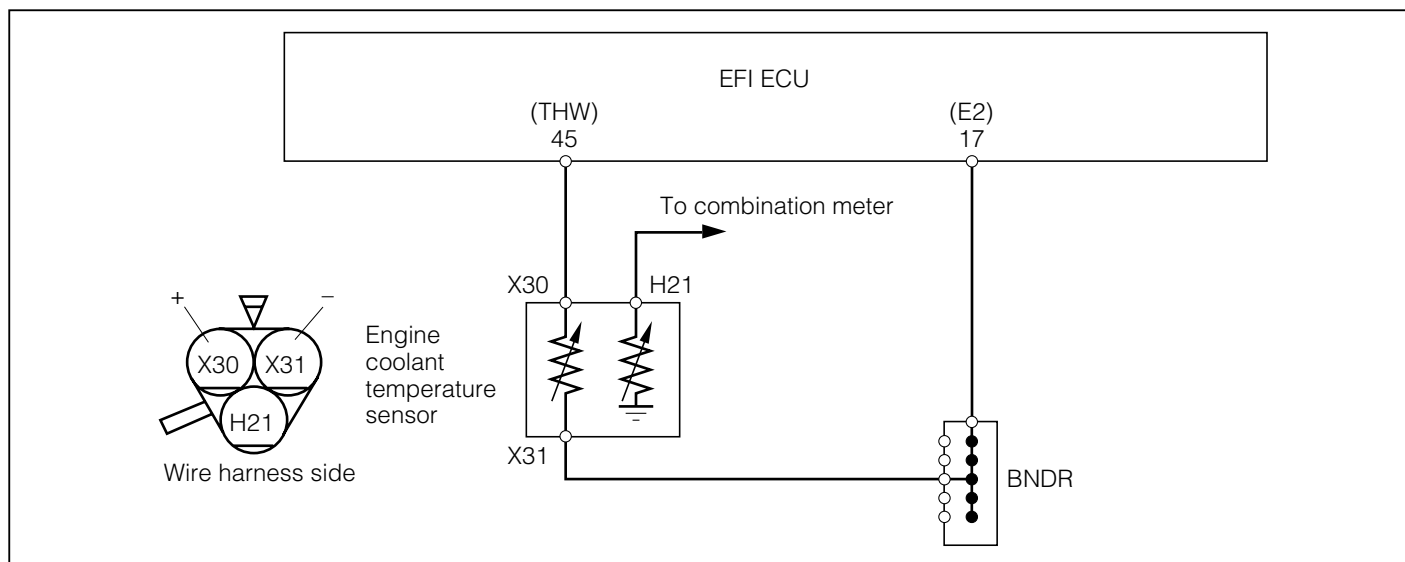 EFI ECU
(THW)
45
(E2)
17
To combination meter
X30
H21
+
−
X30
X31
H21
Wire harness side
Engine
coolant
temperature
sensor
X31
BNDR